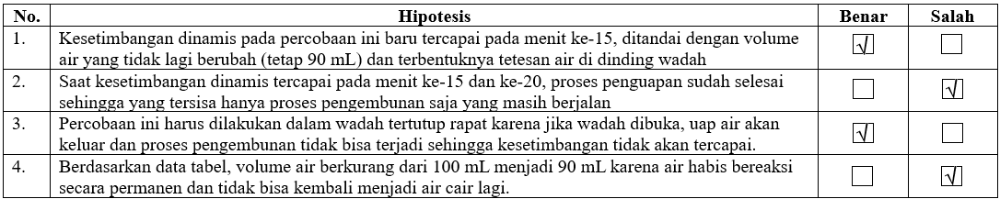 No. Hipotesis Benar Salah
1. Kesetimbangan dinamis pada percobaan ini baru tercapai pada menit ke-15, ditandai dengan volume √
air yang tidak lagi berubah (tetap 90 mL) dan terbentuknya tetesan air di dinding wadah
2. Saat kesetimbangan dinamis tercapai pada menit ke-15 dan ke-20, proses penguapan sudah selesai
sehingga yang tersisa hanya proses pengembunan saja yang masih berjalan √
3. Percobaan ini harus dilakukan dalam wadah tertutup rapat karena jika wadah dibuka, uap air akan
keluar dan proses pengembunan tidak bisa terjadi sehingga kesetimbangan tidak akan tercapai. √
4. Berdasarkan data tabel, volume air berkurang dari 100 mL menjadi 90 mL karena air habis bereaksi
secara permanen dan tidak bisa kembali menjadi air cair lagi. √